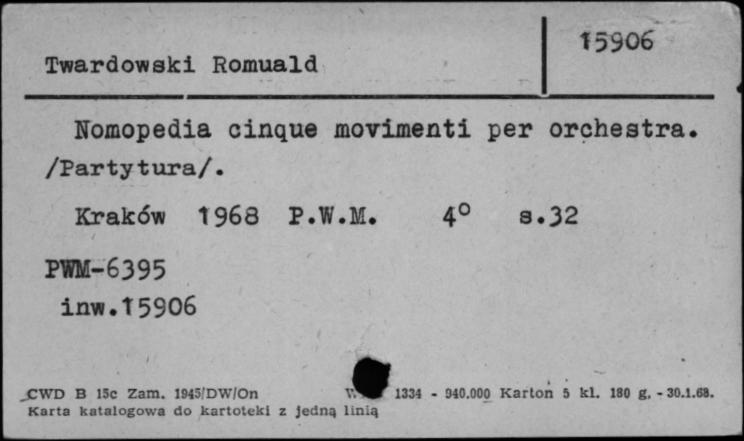 Twardowski Romuald
15906
Nomopedia cinque movimenti per orchestra.
/Partytura/.
Kraków 1968 P.W.M. 4° s.32
PWM-6395
inw.15906
CWD B 15c Zam. 1945/DW/On 1334 - 940.000 Karton 5 kl. 180 g. - 30.1.68.
Karta katalogowa do kartoteki z jedną linią